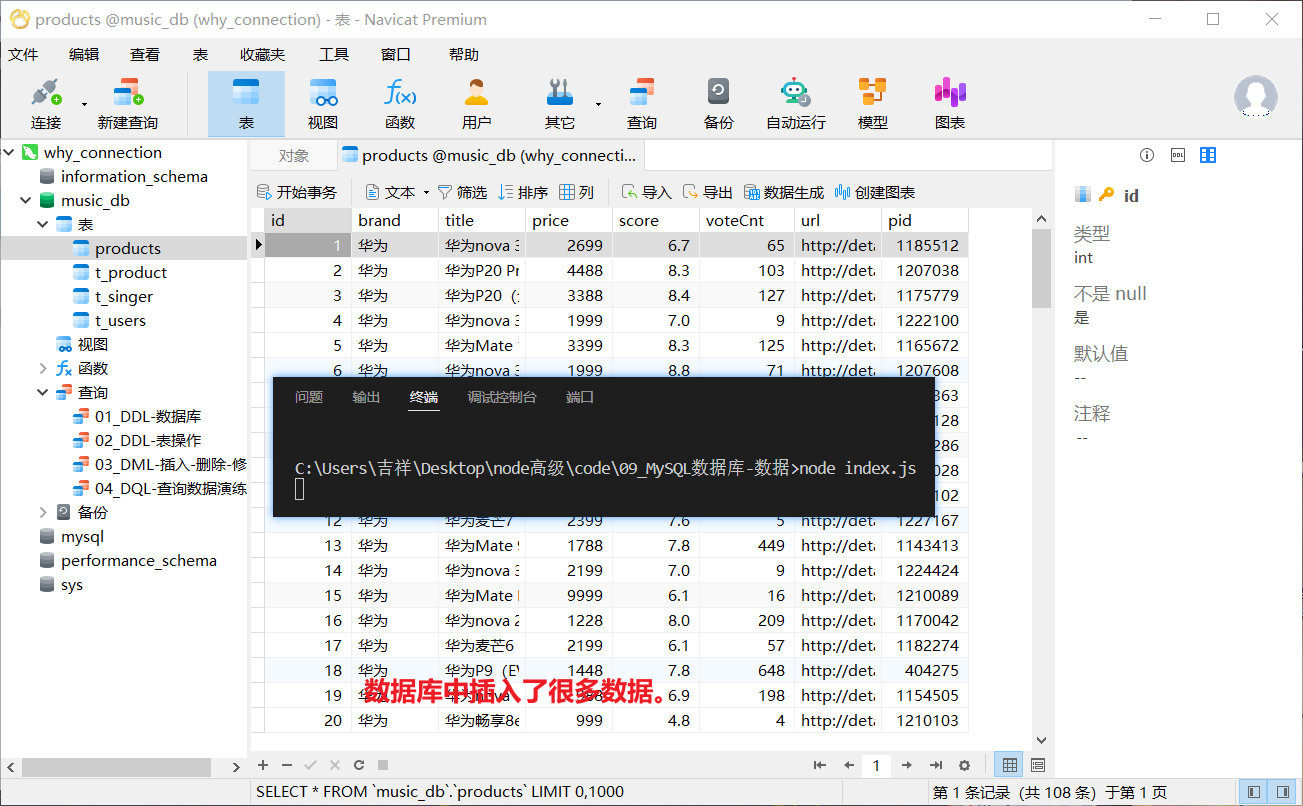 products @music_db (why_connection) - 表 - Navicat Premium
文件 编辑 查看 表 收藏夹 工具 窗口 帮助
连接 新建查询 表 视图 函数 用户 其它 查询 备份 自动运行 模型 图表
why_connection
information_schema
music_db
表
products
t_product
t_singer
t_users
视图
函数
查询
01_DDL-数据库
02_DDL-表操作
03_DML-插入-删除-修
04_DQL-查询数据演练
备份
mysql
performance_schema
sys
对象 products @music_db (why_connecti...
开始事务 文本 筛选 排序 列 导入 导出 数据生成 创建图表
id brand title price score voteCnt url pid
1 华为 华为nova 3 2699 6.7 65 http://deta 1185512
2 华为 华为P20 Pr 4488 8.3 103 http://deta 1207038
3 华为 华为P20（ 3388 8.4 127 http://deta 1175779
4 华为 华为nova 3 1999 7.0 9 http://deta 1222100
5 华为 华为Mate 3399 8.3 125 http://deta 1165672
6 华为 华为nova 3 1999 8.8 71 http://deta 1207608
363
128
286
028
102
问题 输出 终端 调试控制台 端口
C:\Users\吉祥\Desktop\node高级\code\09_MySQL数据库-数据>node index.js
12 华为 华为麦芒7 2399 7.6 5 http://deta 1227167
13 华为 华为Mate 9 1788 7.8 449 http://deta 1143413
14 华为 华为nova 3 2199 7.0 9 http://deta 1224424
15 华为 华为Mate 9999 6.1 16 http://deta 1210089
16 华为 华为nova 2 1228 8.0 209 http://deta 1170042
17 华为 华为麦芒6 2199 6.1 57 http://deta 1182274
18 华为 华为P9（EV 1448 7.8 648 http://deta 404275
数据库中插入了很多数据。
19 华为 华为nova 6.9 198 http://deta 1154505
20 华为 华为畅享8e 999 4.8 4 http://deta 1210103
1
SELECT * FROM `music_db`.`products` LIMIT 0,1000
第 1 条记录（共 108 条）于第 1 页
DDL
id
类型
int
不是 null
是
默认值
--
注释
--